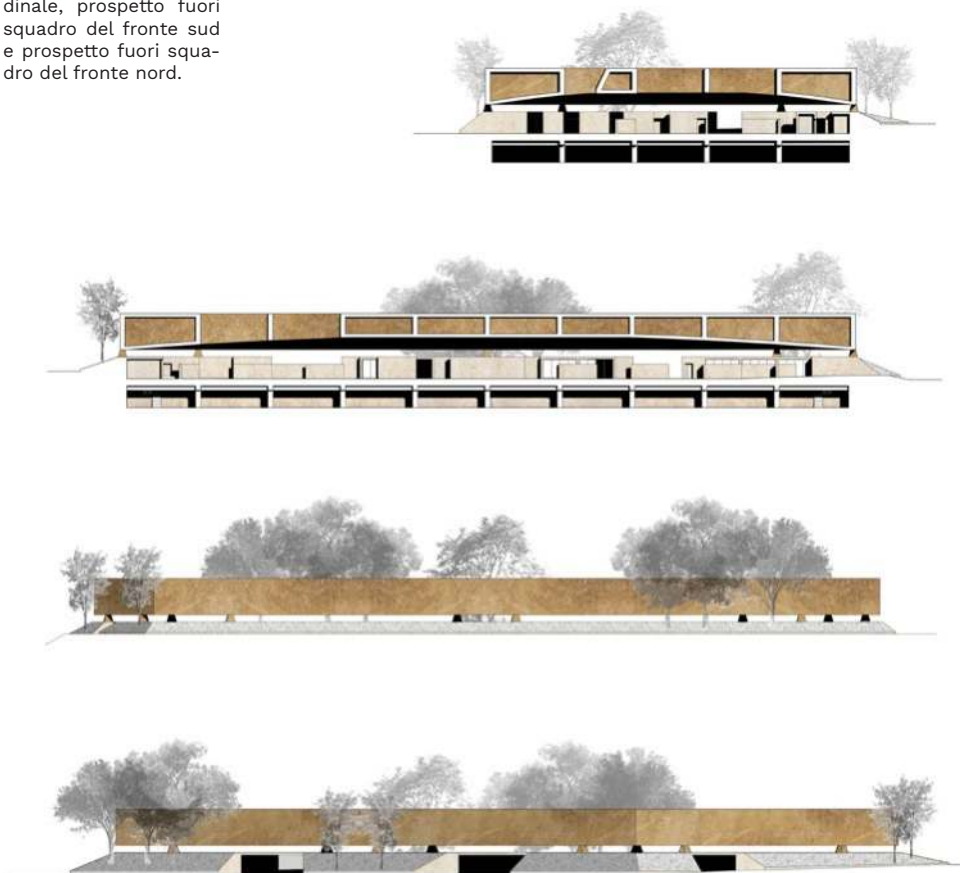 dinale, prospetto fuori
squadro del fronte sud
e prospetto fuori squa-
dro del fronte nord.